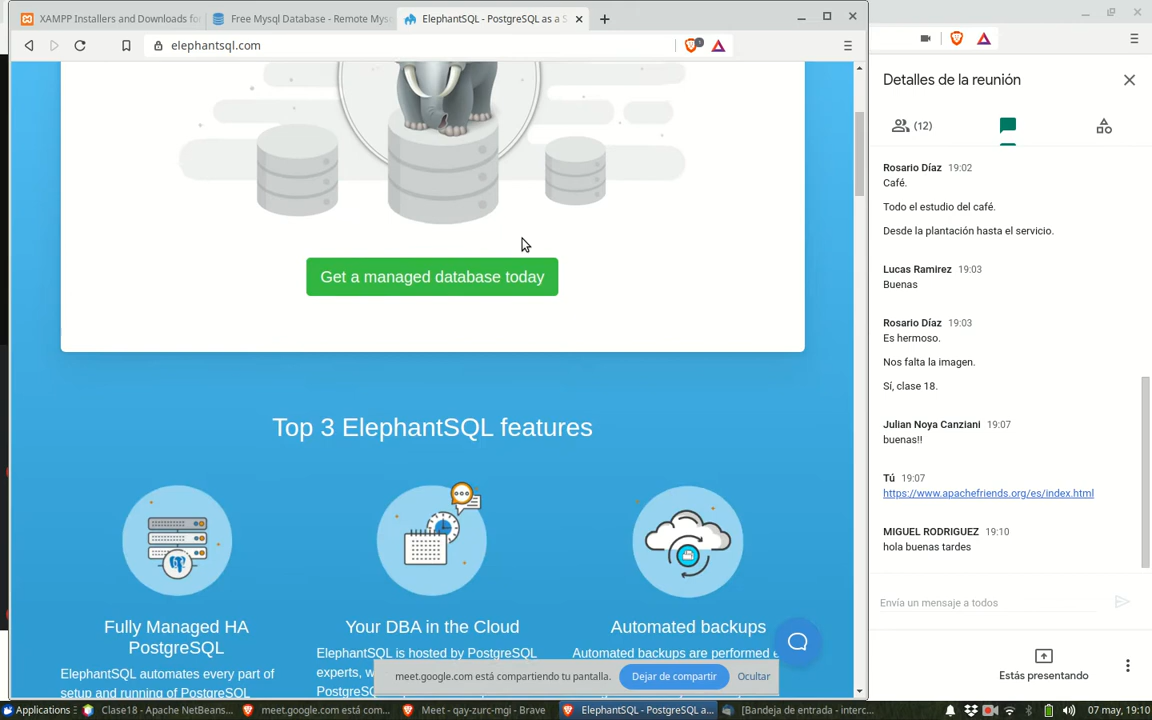 XAMPP Installers and Downloads fo
Free Mysql Database - Remote Mys
ElephantSQL - PostgreSQL as a S
elephantsql.com
1
Get a managed database today
Top 3 ElephantSQL features
Fully Managed HA
PostgreSQL
ElephantSQL automates every part of
setup and running of PostgreSQL
Your DBA in the Cloud
ElephantSQL is hosted by PostgreSQL
experts, w
Automated backups
Automated backups are performed e
meet.google.com está compartiendo tu pantalla.
Dejar de compartir
Ocultar
Detalles de la reunión
(12)
Rosario Díaz 19:02
Café.
Todo el estudio del café.
Desde la plantación hasta el servicio.
Lucas Ramirez 19:03
Buenas
Rosario Díaz 19:03
Es hermoso.
Nos falta la imagen.
Sí, clase 18.
Julian Noya Canziani 19:07
buenas!!
Tú 19:07
https://www.apachefriends.org/es/index.html
MIGUEL RODRIGUEZ 19:10
hola buenas tardes
Envía un mensaje a todos
Estás presentando
Applications
Clase18 - Apache NetBeans...
meet.google.com está com...
Meet - qay-zurc-mgi - Brave
ElephantSQL - PostgreSQL a...
[Bandeja de entrada - interc...
07 may, 19:10